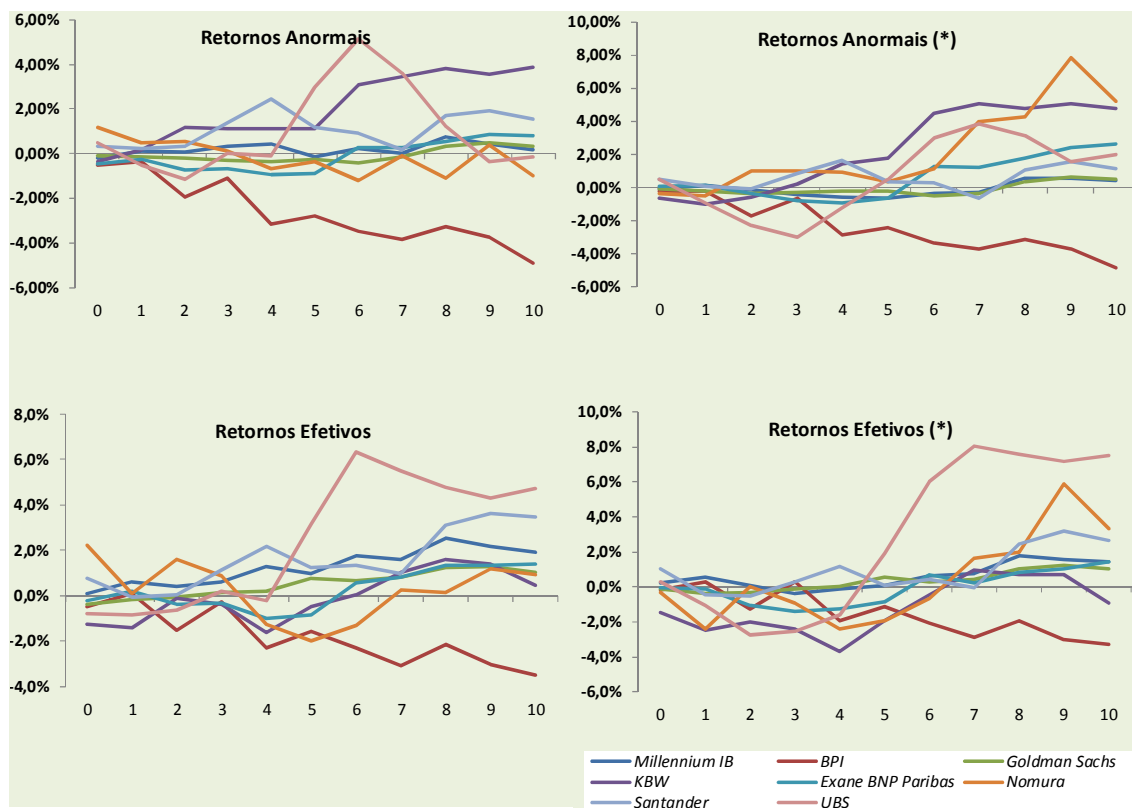 Retornos Anormais
6,00%
4,00%
2,00%
0,00%
-2,00%
-4,00%
-6,00%
0 1 2 3 4 5 6 7 8 9 10
Retornos Anormais (*)
10,00%
8,00%
6,00%
4,00%
2,00%
0,00%
-2,00%
-4,00%
-6,00%
0 1 2 3 4 5 6 7 8 9 10
Retornos Efetivos
8,0%
6,0%
4,0%
2,0%
0,0%
-2,0%
-4,0%
0 1 2 3 4 5 6 7 8 9 10
Retornos Efetivos (*)
10,0%
8,0%
6,0%
4,0%
2,0%
0,0%
-2,0%
-4,0%
-6,0%
0 1 2 3 4 5 6 7 8 9 10
Millennium IB BPI Goldman Sachs
KBW Exane BNP Paribas Nomura
Santander UBS